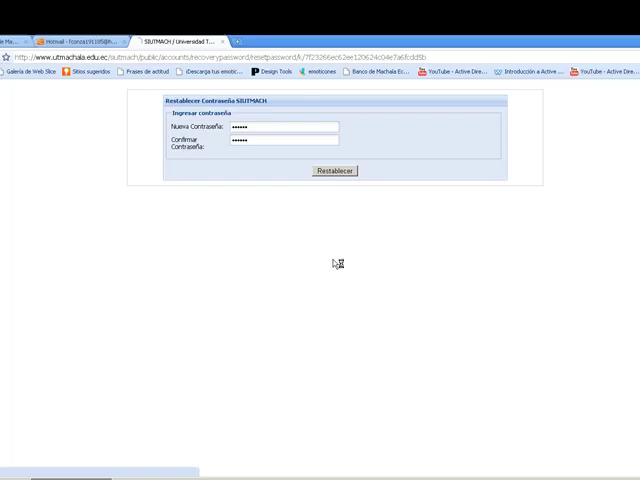 Hotmail - fconza191185@h...
SIUTMACH / Universidad T...
http://www.utmachala.edu.ec/siutmach/public/accounts/recoverypassword/resetpassword/k/7f23266ec62ee120624c04e7a6fcdd5b
Galería de Web Slice Sitios sugeridos Frases de actitud ¡Descarga tus emotic... Design Tools emoticones Banco de Machala Ec... YouTube - Active Dire... Introducción a Active ... YouTube - Active Dire...
Restablecer Contraseña SIUTMACH
Ingresar contraseña
Nueva Contraseña: ••••••
Confirmar ••••••
Contraseña:
Restablecer